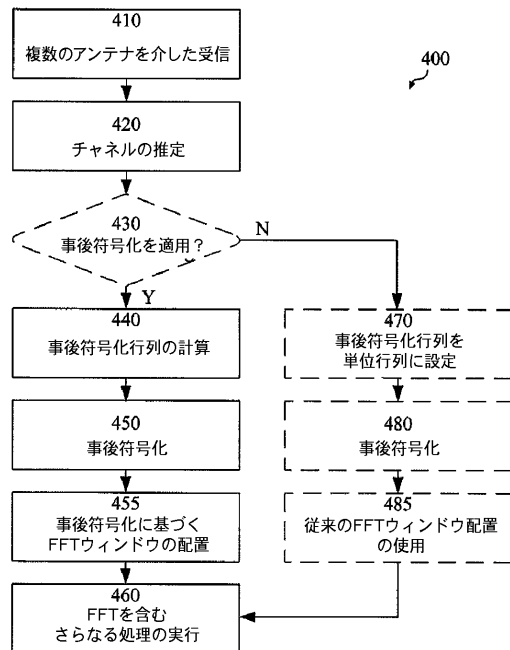 410
複数のアンテナを介した受信
400
420
チャネルの推定
430
事後符号化を適用？
N
Y
440
事後符号化行列の計算
470
事後符号化行列を
単位行列に設定
450
事後符号化
480
事後符号化
455
事後符号化に基づく
FFTウィンドウの配置
485
従来のFFTウィンドウ配置
の使用
460
FFTを含む
さらなる処理の実行